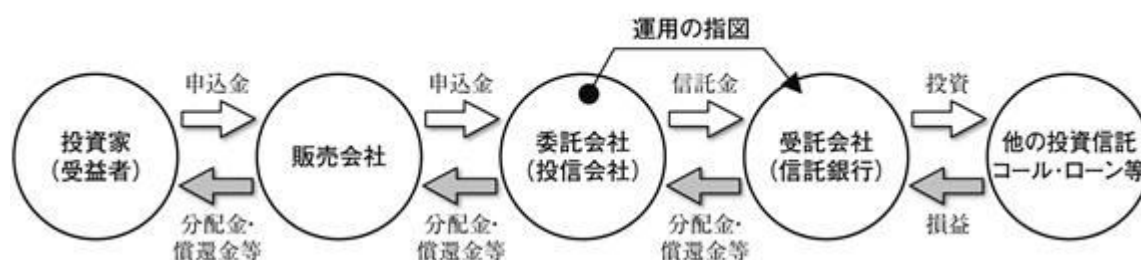 運用の指図
申込金
申込金
信託金
投資
投資家
(受益者)
販売会社
委託会社
(投信会社)
受託会社
(信託銀行)
他の投資信託
コール・ローン等
分配金・
償還金等
分配金・
償還金等
分配金・
償還金等
損益